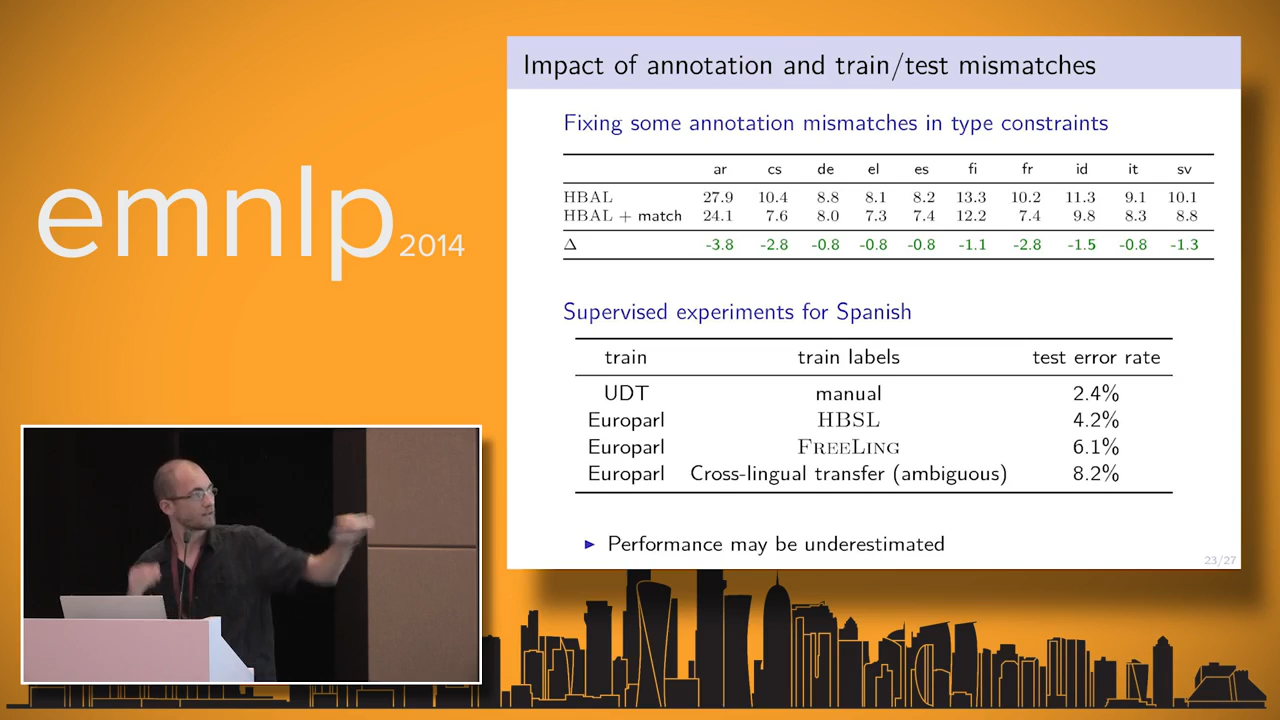 emnlp 2014
Impact of annotation and train/test mismatches
Fixing some annotation mismatches in type constraints
ar cs de el es fi fr id it sv
HBAL 27.9 10.4 8.8 8.1 8.2 13.3 10.2 11.3 9.1 10.1
HBAL + match 24.1 7.6 8.0 7.3 7.4 12.2 7.4 9.8 8.3 8.8
Δ -3.8 -2.8 -0.8 -0.8 -0.8 -1.1 -2.8 -1.5 -0.8 -1.3
Supervised experiments for Spanish
train train labels test error rate
UDT manual 2.4%
Europarl HBSL 4.2%
Europarl FREELING 6.1%
Europarl Cross-lingual transfer (ambiguous) 8.2%
► Performance may be underestimated
23/27